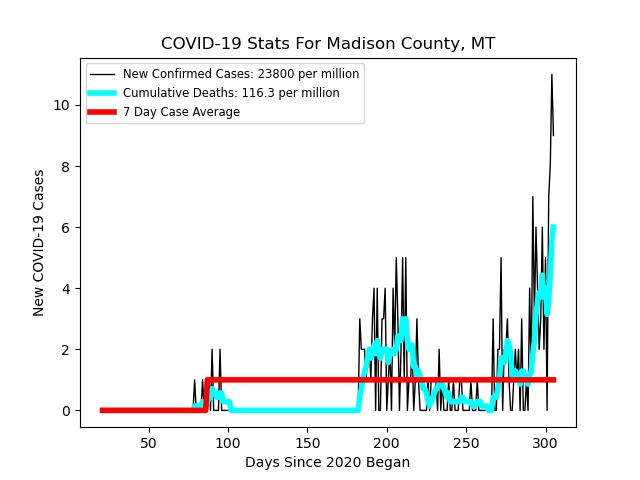 COVID-19 Stats For Madison County, MT
New Confirmed Cases: 23800 per million
Cumulative Deaths: 116.3 per million
7 Day Case Average
New COVID-19 Cases
10
8
6
4
2
0
50 100 150 200 250 300
Days Since 2020 Began